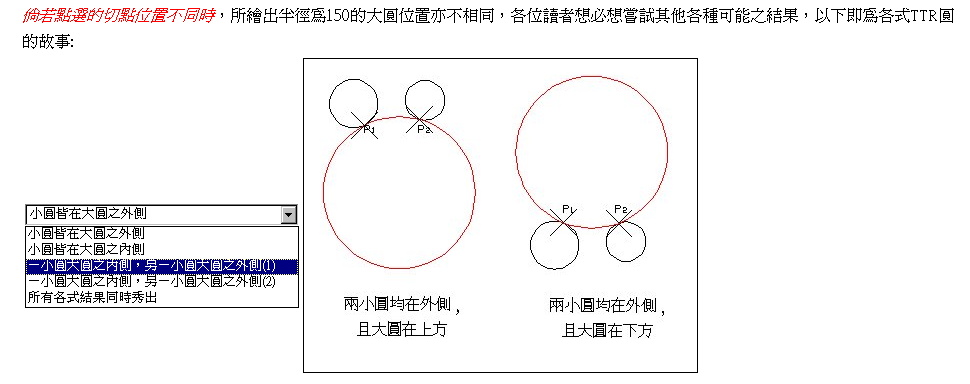 倘若點選的切點位置不同時，所繪出半徑為150的大圓位置亦不相同，各位讀者想必想嘗試其他各種可能之結果，以下即為各式TTR圓
的故事:
P1
P2
P1
P2
小圓皆在大圓之外側
小圓皆在大圓之外側
小圓皆在大圓之內側
一小圓大圓之內側，另一小圓大圓之外側(1)
一小圓大圓之內側，另一小圓大圓之外側(2)
所有各式結果同時秀出
兩小圓均在外側，
且大圓在上方
兩小圓均在外側，
且大圓在下方